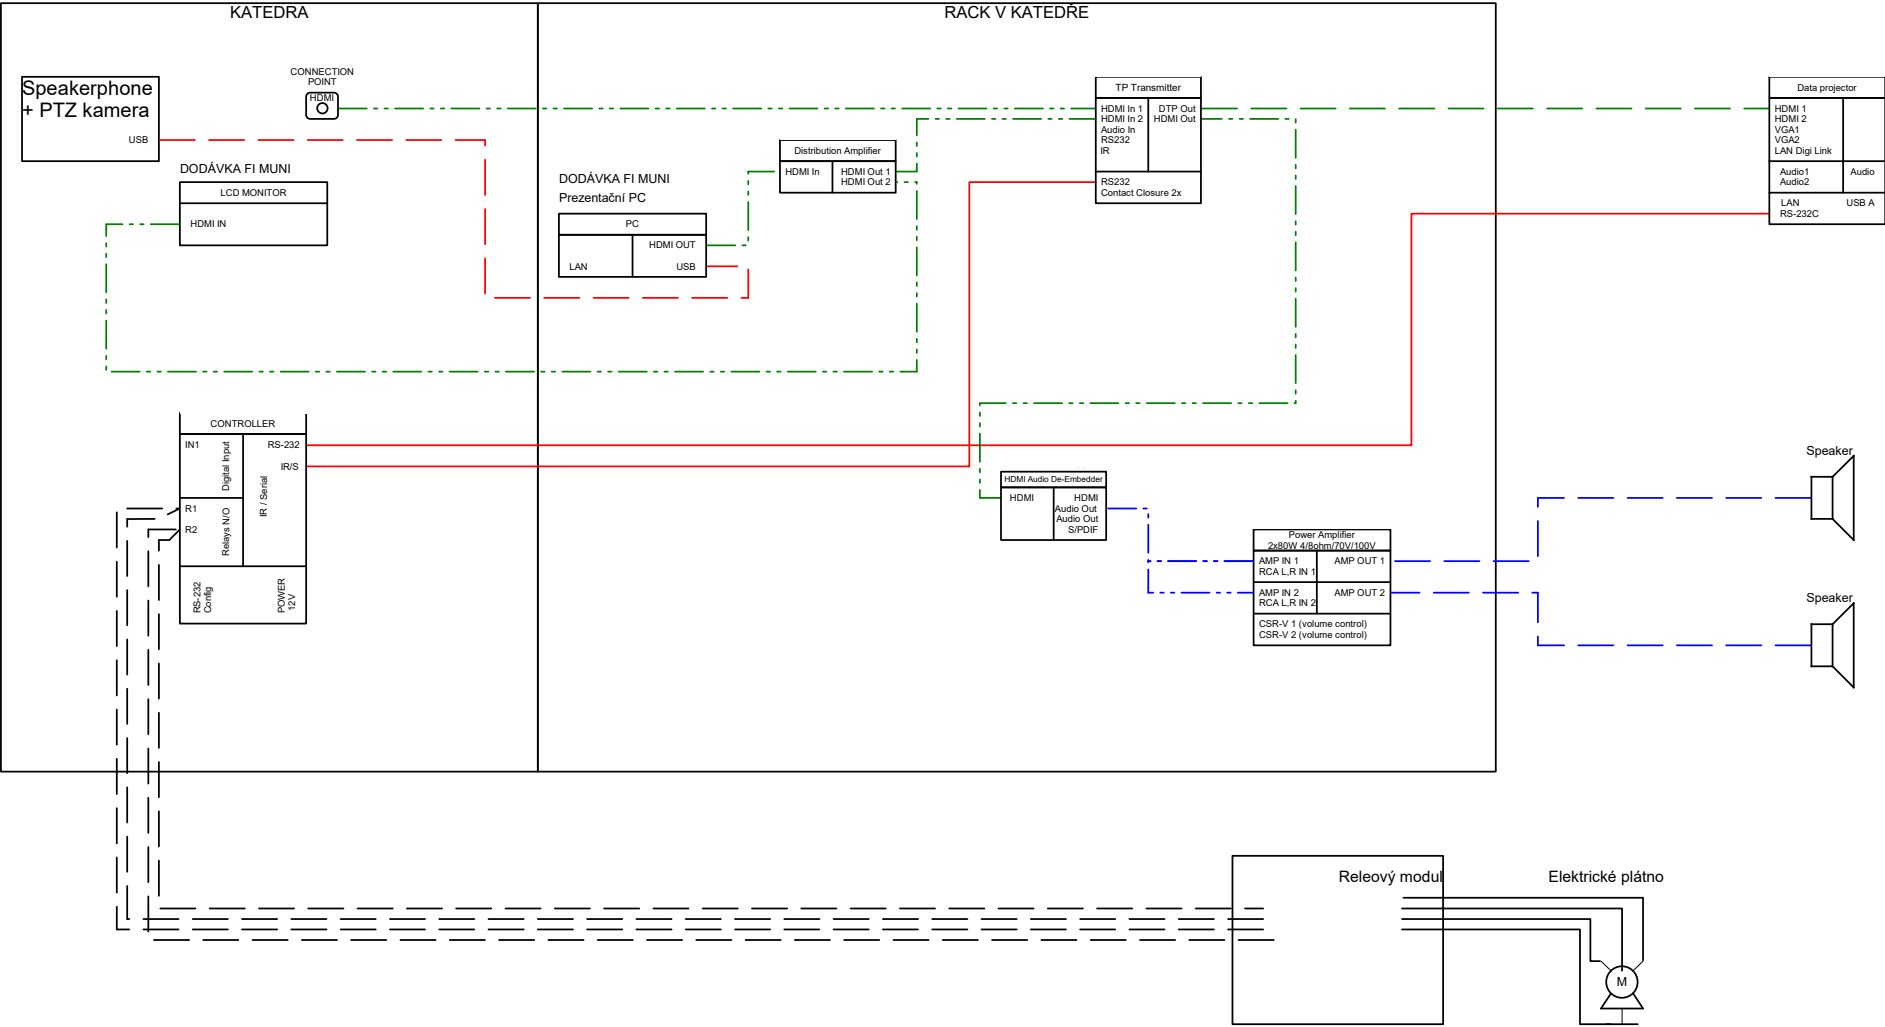 KATEDRA
RACK V KATEDŘE
Speakerphone
+ PTZ kamera
USB
CONNECTION
POINT
HDMI
DODÁVKA FI MUNI
LCD MONITOR
HDMI IN
DODÁVKA FI MUNI
Prezentační PC
PC
HDMI OUT
LAN
USB
Distribution Amplifier
HDMI In
HDMI Out 1
HDMI Out 2
TP Transmitter
HDMI In 1
HDMI In 2
Audio In
RS232
IR
DTP Out
HDMI Out
RS232
Contact Closure 2x
Data projector
HDMI 1
HDMI 2
VGA1
VGA2
LAN Digi Link
Audio1
Audio2
Audio
LAN
RS-232C
USB A
CONTROLLER
IN1
Digital Input
RS-232
IR/S
IR / Serial
R1
R2
Relays N/O
RS-232
Config
POWER
12V
HDMI Audio De-Embedder
HDMI
HDMI
Audio Out
Audio Out
S/PDIF
Power Amplifier
2x80W 4/8ohm/70V/100V
AMP IN 1
RCA L,R IN 1
AMP OUT 1
AMP IN 2
RCA L,R IN 2
AMP OUT 2
CSR-V 1 (volume control)
CSR-V 2 (volume control)
Speaker
Speaker
Releový modul
Elektrické plátno
M